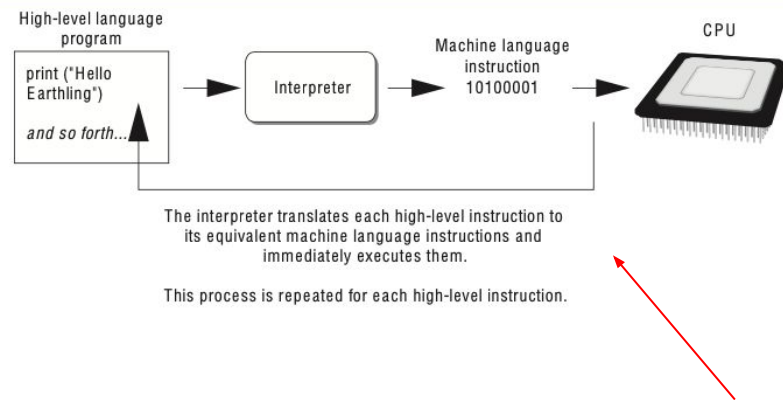 High-level language
program
print ("Hello
Earthling")
and so forth...
Interpreter
Machine language
instruction
10100001
CPU
The interpreter translates each high-level instruction to
its equivalent machine language instructions and
immediately executes them.
This process is repeated for each high-level instruction.